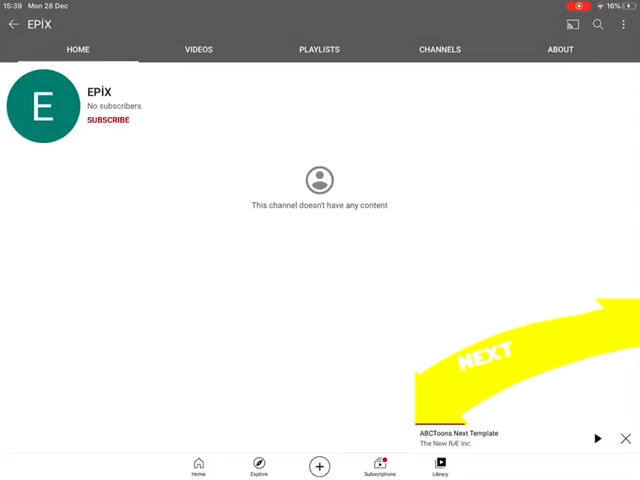 15:39 Mon 28 Dec 16%
EPİX
HOME VIDEOS PLAYLISTS CHANNELS ABOUT
E
EPİX
No subscribers
SUBSCRIBE
This channel doesn't have any content
NEXT
ABCToons Next Template
The New RÆ Inc.
Home Explore Subscriptions Library